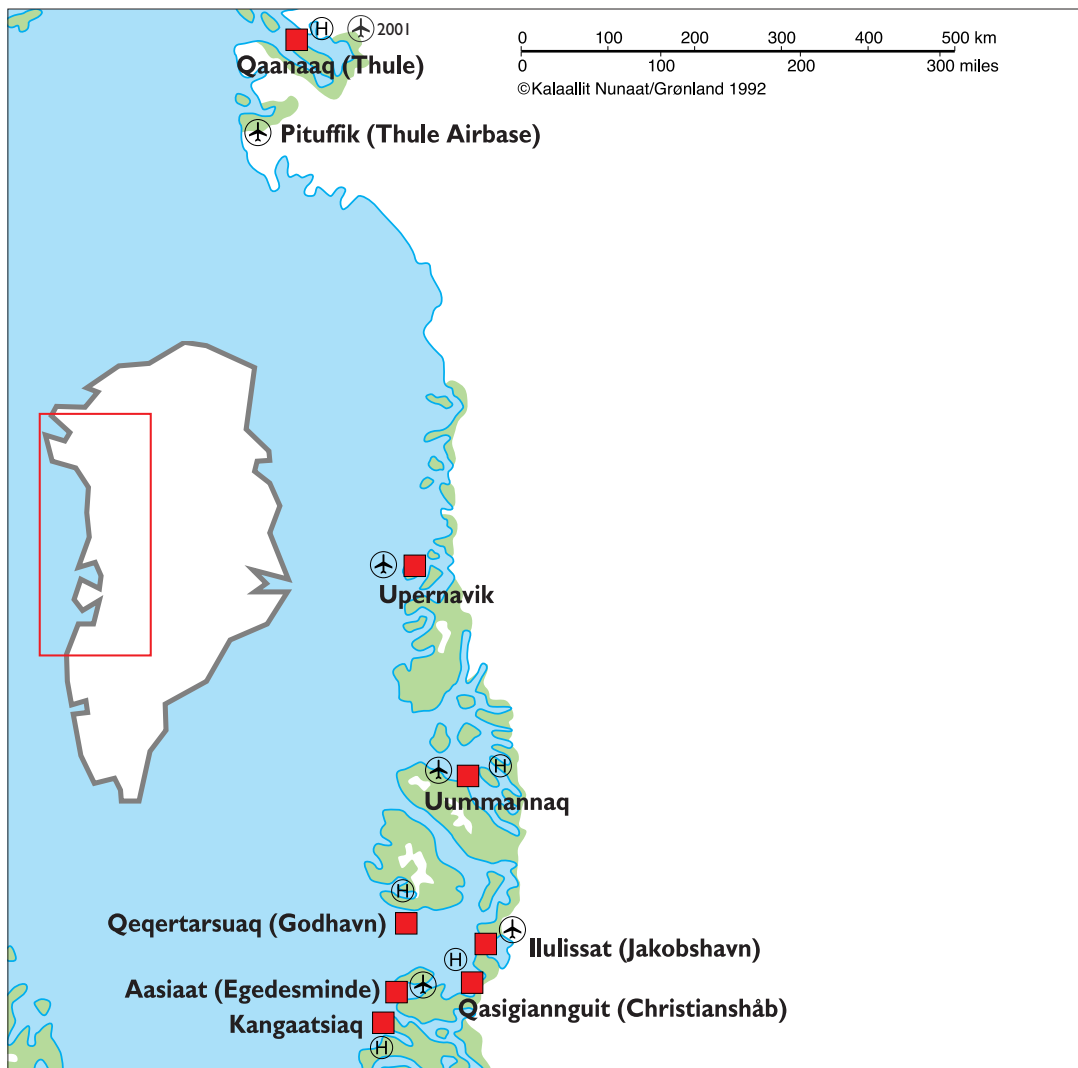 H
2001
Qaanaaq (Thule)
0 100 200 300 400 500 km
0 100 200 300 miles
©Kalaallit Nunaat/Grønland 1992
Pituffik (Thule Airbase)
Upernavik
H
Uummannaq
H
Qeqertarsuaq (Godhavn)
Ilulissat (Jakobshavn)
H
Aasiaat (Egedesminde)
Qasigiannguit (Christianshåb)
Kangaatsiaq
H